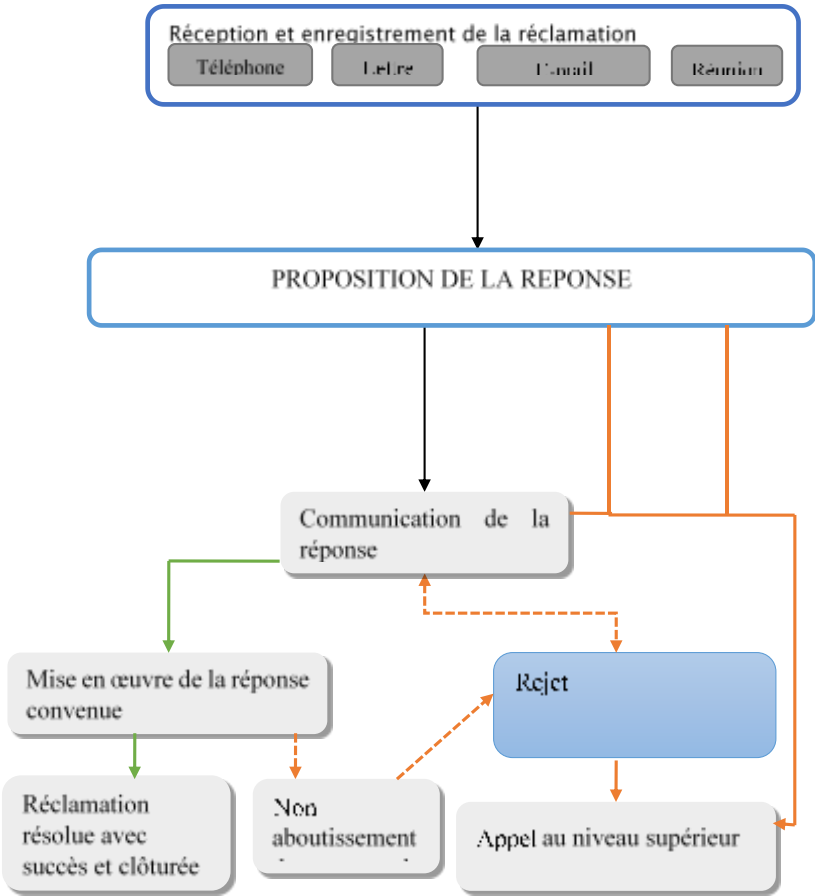 Réception et enregistrement de la réclamation
Téléphone Lettre E-mail Réunion
PROPOSITION DE LA REPONSE
Communication de la
réponse
Mise en œuvre de la réponse
convenue
Rejet
Réclamation
résolue avec
succès et clôturée
Non
aboutissement
Appel au niveau supérieur